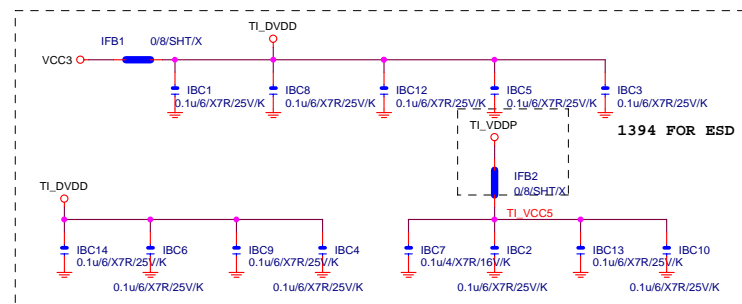 TI_DVDD
IFB1 0/8/SHT/X
VCC3
IBC1 IBC8 IBC12 IBC5 IBC3
0.1u/6/X7R/25V/K 0.1u/6/X7R/25V/K 0.1u/6/X7R/25V/K 0.1u/6/X7R/25V/K 0.1u/6/X7R/25V/K
TI_VDDP
1394 FOR ESD
IFB2
0/8/SHT/X
TI_DVDD
TI_VCC5
IBC14 IBC6 IBC9 IBC4 IBC7 IBC2 IBC13 IBC10
0.1u/6/X7R/25V/K 0.1u/6/X7R/25V/K 0.1u/4/X7R/16V/K 0.1u/6/X7R/25V/K
0.1u/6/X7R/25V/K 0.1u/6/X7R/25V/K 0.1u/6/X7R/25V/K 0.1u/6/X7R/25V/K